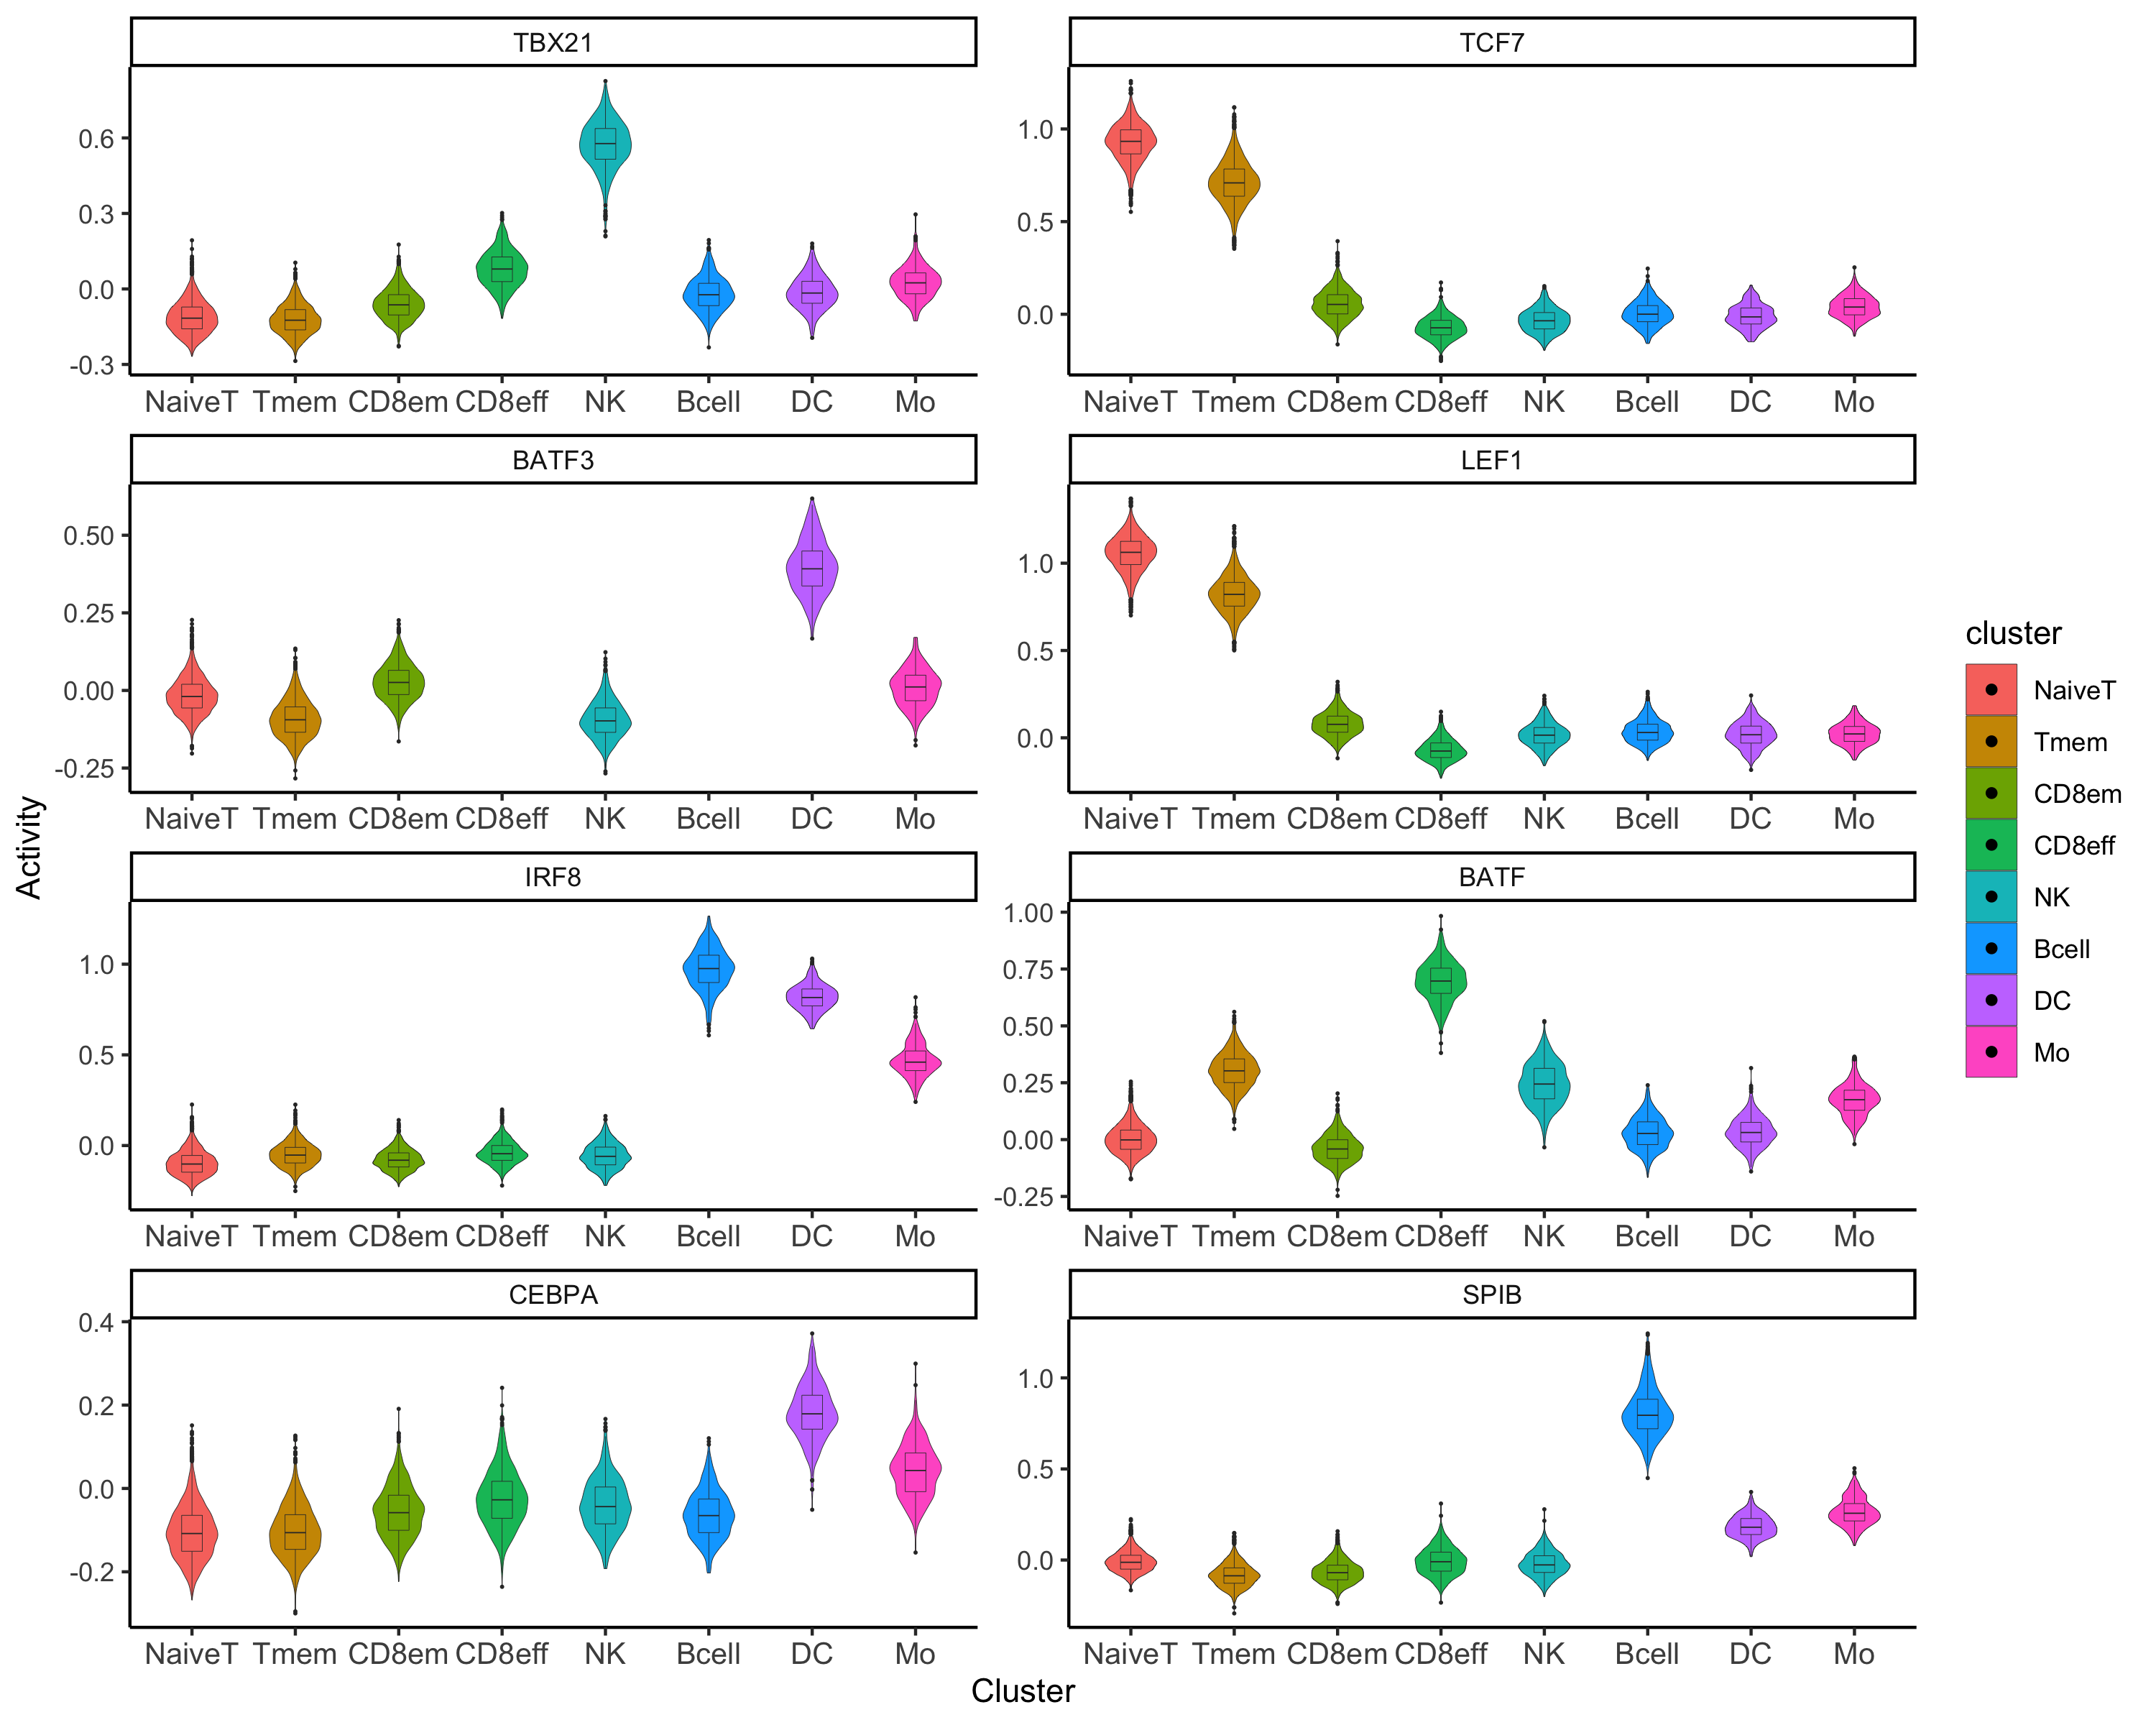 TBX21
0.6
0.3
0.0
-0.3
NaiveT Tmem CD8em CD8eff NK Bcell DC Mo
TCF7
1.0
0.5
0.0
NaiveT Tmem CD8em CD8eff NK Bcell DC Mo
BATF3
0.50
0.25
0.00
-0.25
NaiveT Tmem CD8em CD8eff NK Bcell DC Mo
LEF1
1.0
0.5
0.0
NaiveT Tmem CD8em CD8eff NK Bcell DC Mo
IRF8
1.0
0.5
0.0
NaiveT Tmem CD8em CD8eff NK Bcell DC Mo
BATF
1.00
0.75
0.50
0.25
0.00
-0.25
NaiveT Tmem CD8em CD8eff NK Bcell DC Mo
CEBPA
0.4
0.2
0.0
-0.2
NaiveT Tmem CD8em CD8eff NK Bcell DC Mo
SPIB
1.0
0.5
0.0
NaiveT Tmem CD8em CD8eff NK Bcell DC Mo
Activity
Cluster
cluster
NaiveT
Tmem
CD8em
CD8eff
NK
Bcell
DC
Mo